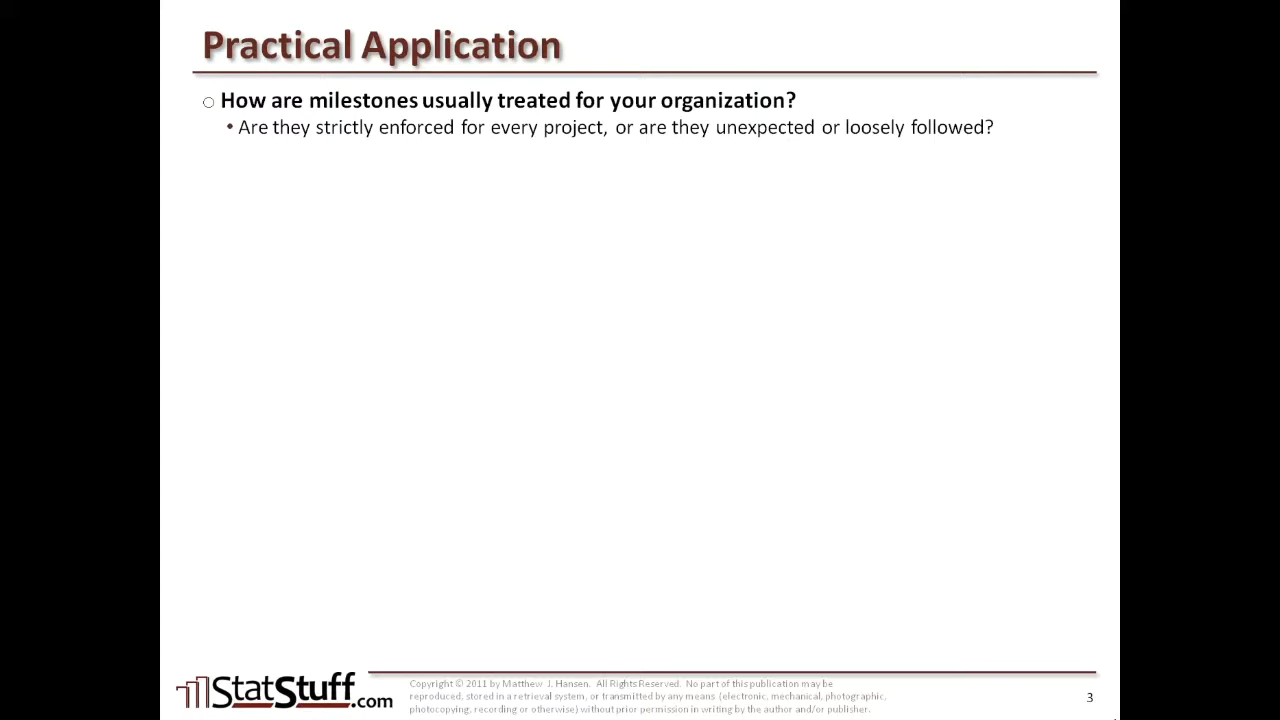 Practical Application
○ How are milestones usually treated for your organization?
• Are they strictly enforced for every project, or are they unexpected or loosely followed?
StatStuff.com
Copyright © 2011 by Matthew J. Hansen. All Rights Reserved. No part of this publication may be
reproduced, stored in a retrieval system, or transmitted by any means (electronic, mechanical, photographic,
photocopying, recording or otherwise) without prior permission in writing by the author and/or publisher.
3